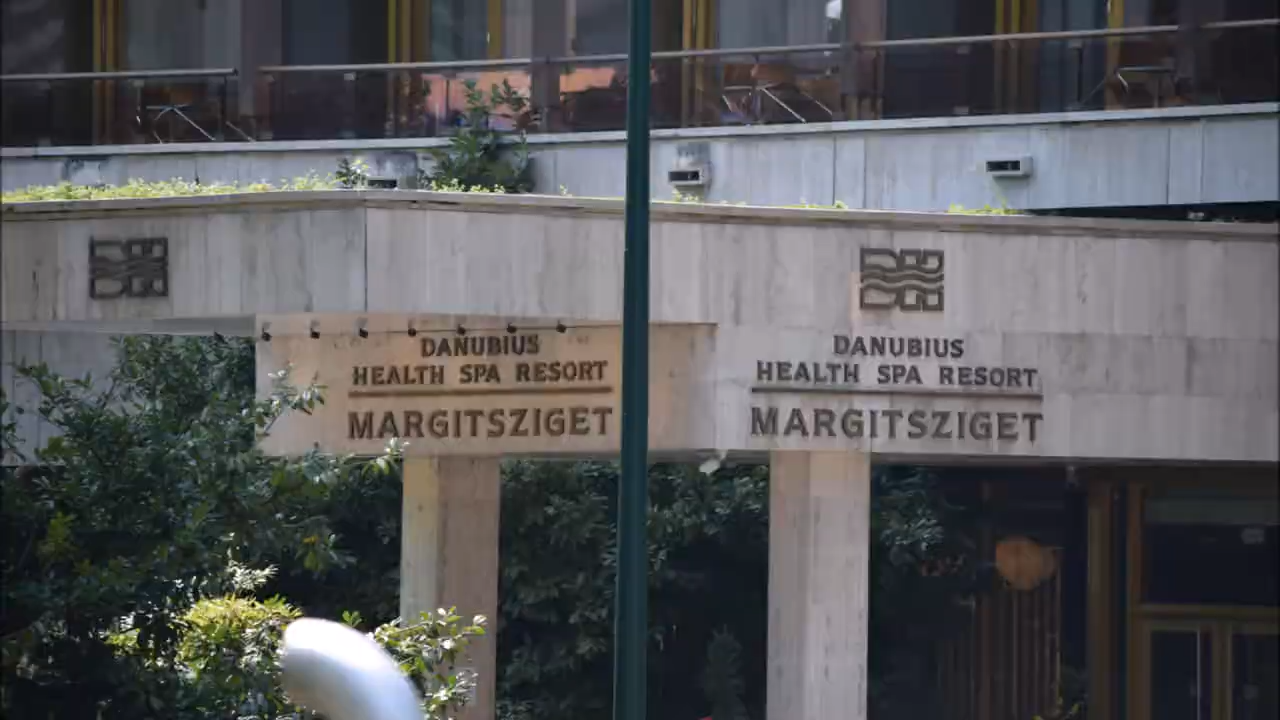 DANUBIUS
HEALTH SPA RESORT
MARGITSZIGET
DANUBIUS
HEALTH SPA RESORT
MARGITSZIGET